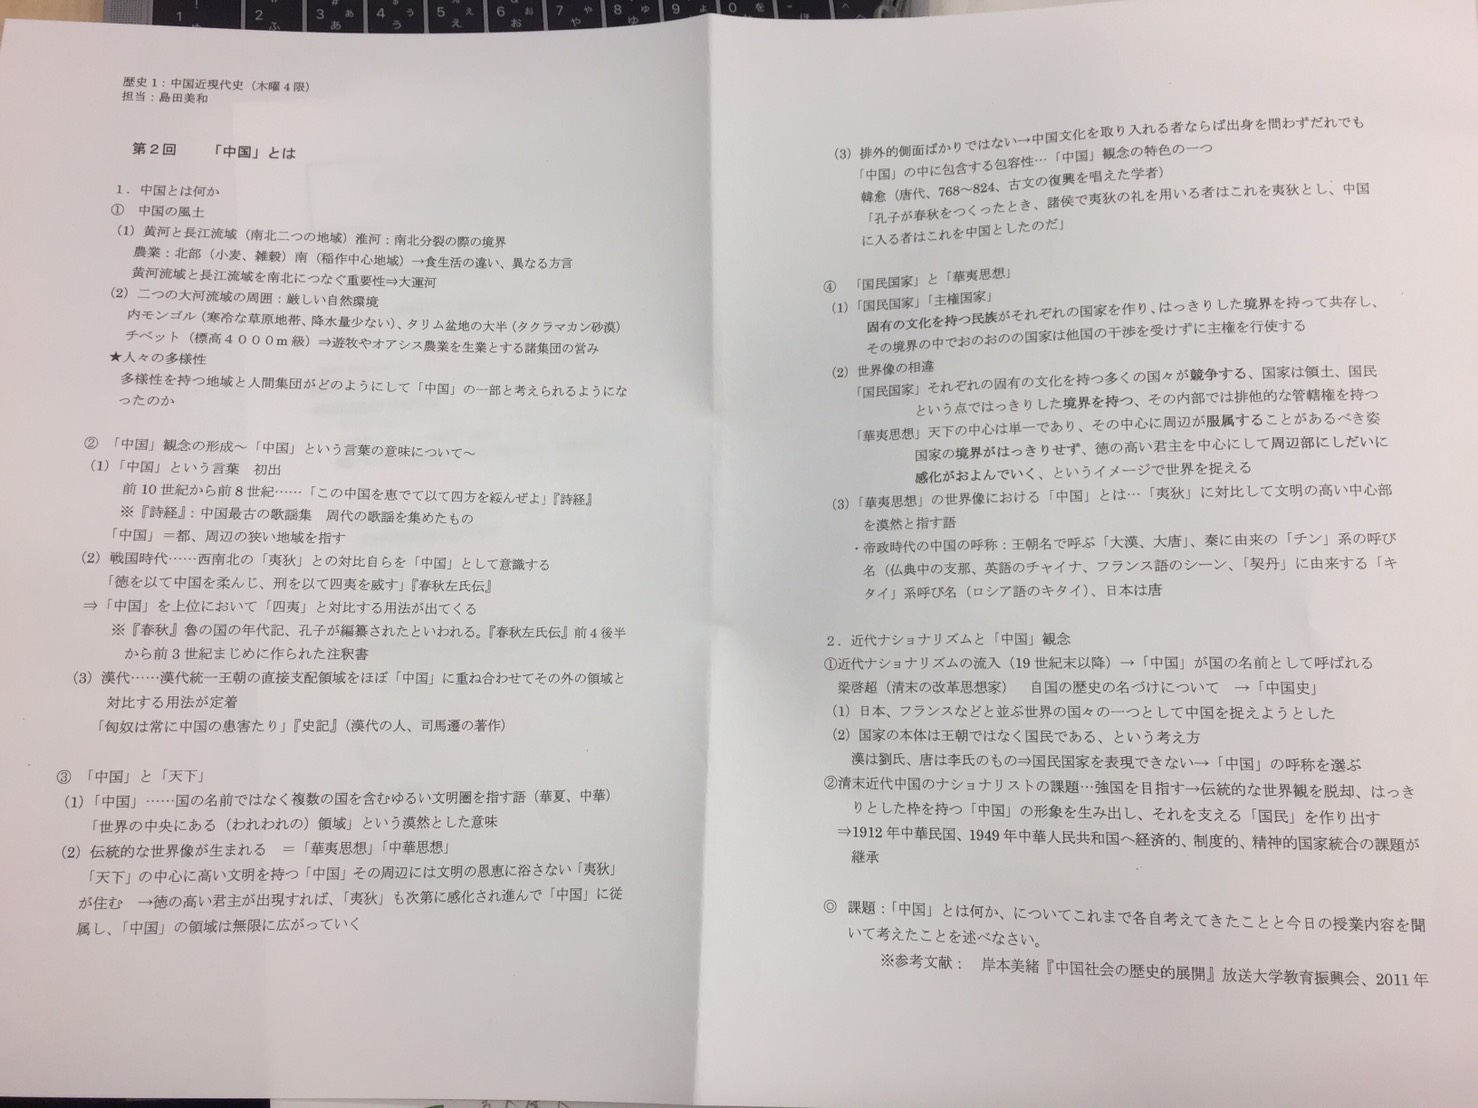 歴史1：中国近現代史（木曜4限）
担当：島田美和
第2回　「中国」とは
1．中国とは何か
①　中国の風土
（1）黄河と長江流域（南北二つの地域）淮河：南北分裂の際の境界
農業：北部（小麦、雑穀）南（稲作中心地域）→食生活の違い、異なる方言
黄河流域と長江流域を南北につなぐ重要性⇒大運河
（2）二つの大河流域の周囲：厳しい自然環境
内モンゴル（寒冷な草原地帯、降水量少ない）、タリム盆地の大半（タクラマカン砂漠）
チベット（標高４０００ｍ級）⇒遊牧やオアシス農業を生業とする諸集団の営み
★人々の多様性
多様性を持つ地域と人間集団がどのようにして「中国」の一部と考えられるようにな
ったのか
②　「中国」観念の形成～「中国」という言葉の意味について～
（1）「中国」という言葉　初出
前10世紀から前8世紀……「この中国を恵でて以て四方を綏んぜよ」『詩経』
※『詩経』：中国最古の歌謡集　周代の歌謡を集めたもの
「中国」＝都、周辺の狭い地域を指す
（2）戦国時代……西南北の「夷狄」との対比自らを「中国」として意識する
「徳を以て中国を柔んじ、刑を以て四夷を威す」『春秋左氏伝』
⇒「中国」を上位において「四夷」と対比する用法が出てくる
※『春秋』魯の国の年代記、孔子が編纂されたといわれる。『春秋左氏伝』前4後半
から前3世紀まじめに作られた注釈書
（3）漢代……漢代統一王朝の直接支配領域をほぼ「中国」に重ね合わせてその外の領域と
対比する用法が定着
「匈奴は常に中国の患害たり」『史記』（漢代の人、司馬遷の著作）
③　「中国」と「天下」
（1）「中国」……国の名前ではなく複数の国を含むゆるい文明圏を指す語（華夏、中華）
「世界の中央にある（われわれの）領域」という漠然とした意味
（2）伝統的な世界像が生まれる　＝「華夷思想」「中華思想」
「天下」の中心に高い文明を持つ「中国」その周辺には文明の恩恵に浴さない「夷狄」
が住む　→徳の高い君主が出現すれば、「夷狄」も次第に感化され進んで「中国」に従
属し、「中国」の領域は無限に広がっていく
（3）排外的側面ばかりではない→中国文化を取り入れる者ならば出身を問わずだれでも
「中国」の中に包含する包容性…「中国」観念の特色の一つ
韓愈（唐代、768～824、古文の復興を唱えた学者）
「孔子が春秋をつくったとき、諸侯で夷狄の礼を用いる者はこれを夷狄とし、中国
に入る者はこれを中国としたのだ」
④　「国民国家」と「華夷思想」
（1）「国民国家」「主権国家」
固有の文化を持つ民族がそれぞれの国家を作り、はっきりした境界を持って共存し、
その境界の中でおのおのの国家は他国の干渉を受けずに主権を行使する
（2）世界像の相違
「国民国家」それぞれの固有の文化を持つ多くの国々が競争する、国家は領土、国民
という点ではっきりした境界を持つ、その内部では排他的な管轄権を持つ
「華夷思想」天下の中心は単一であり、その中心に周辺が服属することがあるべき姿
国家の境界がはっきりせず、徳の高い君主を中心にして周辺部にしだいに
感化がおよんでいく、というイメージで世界を捉える
（3）「華夷思想」の世界像における「中国」とは…「夷狄」に対比して文明の高い中心部
を漠然と指す語
・帝政時代の中国の呼称：王朝名で呼ぶ「大漢、大唐」、秦に由来の「チン」系の呼び
名（仏典中の支那、英語のチャイナ、フランス語のシーン、「契丹」に由来する「キ
タイ」系呼び名（ロシア語のキタイ）、日本は唐
2．近代ナショナリズムと「中国」観念
①近代ナショナリズムの流入（19世紀末以降）→「中国」が国の名前として呼ばれる
梁啓超（清末の改革思想家）　自国の歴史の名づけについて　→「中国史」
（1）日本、フランスなどと並ぶ世界の国々の一つとして中国を捉えようとした
（2）国家の本体は王朝ではなく国民である、という考え方
漢は劉氏、唐は李氏のもの⇒国民国家を表現できない→「中国」の呼称を選ぶ
②清末近代中国のナショナリストの課題…強国を目指す→伝統的な世界観を脱却、はっき
りとした枠を持つ「中国」の形象を生み出し、それを支える「国民」を作り出す
⇒1912年中華民国、1949年中華人民共和国へ経済的、制度的、精神的国家統合の課題が
継承
◎　課題：「中国」とは何か、についてこれまで各自考えてきたことと今日の授業内容を聞
いて考えたことを述べなさい。
※参考文献：　岸本美緒『中国社会の歴史的展開』放送大学教育振興会、2011年